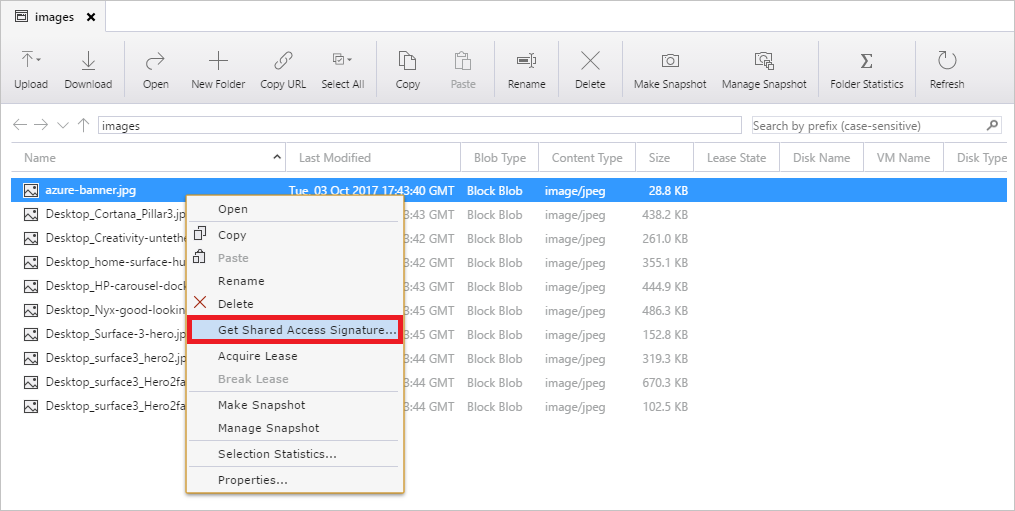 images
Upload Download Open New Folder Copy URL Select All Copy Paste Rename Delete Make Snapshot Manage Snapshot Folder Statistics Refresh
images Search by prefix (case-sensitive)
Name Last Modified Blob Type Content Type Size Lease State Disk Name VM Name Disk Type
azure-banner.jpg Tue, 03 Oct 2017 17:43:40 GMT Block Blob image/jpeg 28.8 KB
Desktop_Cortana_Pillar3.jp 3:43 GMT Block Blob image/jpeg 438.2 KB
Desktop_Creativity-untethe 3:42 GMT Block Blob image/jpeg 261.0 KB
Desktop_home-surface-hu 3:42 GMT Block Blob image/jpeg 355.1 KB
Desktop_HP-carousel-dock 3:43 GMT Block Blob image/jpeg 444.9 KB
Desktop_Nyx-good-looking 3:45 GMT Block Blob image/jpeg 486.3 KB
Desktop_Surface-3-hero.jp 3:45 GMT Block Blob image/jpeg 152.8 KB
Desktop_surface3_hero2.jp 3:44 GMT Block Blob image/jpeg 319.3 KB
Desktop_surface3_Hero2fa 3:44 GMT Block Blob image/jpeg 670.3 KB
Desktop_surface3_Hero2fa 3:44 GMT Block Blob image/jpeg 102.5 KB
Open
Copy
Paste
Rename
Delete
Get Shared Access Signature...
Acquire Lease
Break Lease
Make Snapshot
Manage Snapshot
Selection Statistics...
Properties...